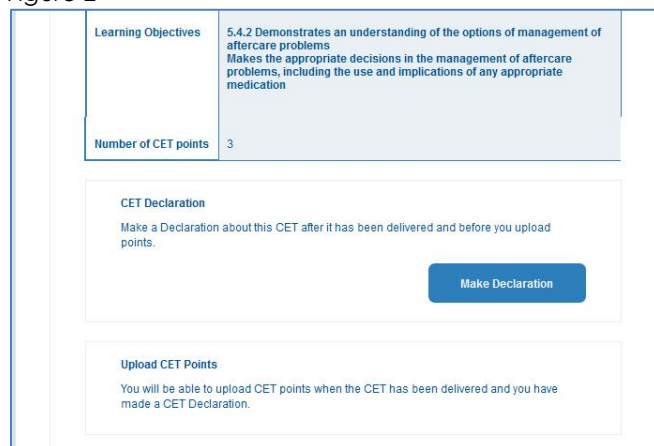 Learning Objectives
5.4.2 Demonstrates an understanding of the options of management of
aftercare problems
Makes the appropriate decisions in the management of aftercare
problems, including the use and implications of any appropriate
medication
Number of CET points
3
CET Declaration
Make a Declaration about this CET after it has been delivered and before you upload
points.
Make Declaration
Upload CET Points
You will be able to upload CET points when the CET has been delivered and you have
made a CET Declaration.